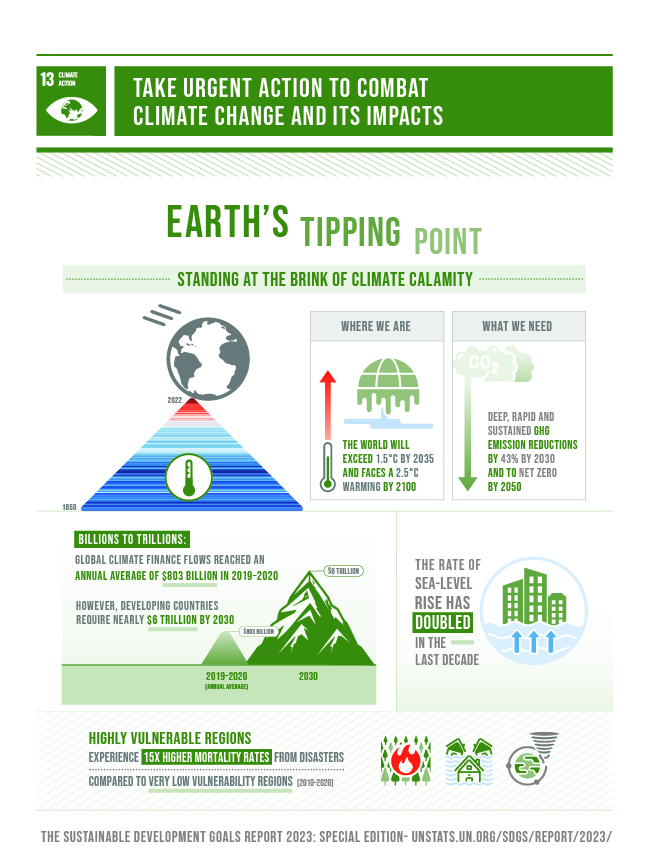 13 CLIMATE
ACTION
TAKE URGENT ACTION TO COMBAT
CLIMATE CHANGE AND ITS IMPACTS
EARTH'S TIPPING POINT
STANDING AT THE BRINK OF CLIMATE CALAMITY
2022
1850
WHERE WE ARE
THE WORLD WILL
EXCEED 1.5°C BY 2035
AND FACES A 2.5°C
WARMING BY 2100
WHAT WE NEED
CO2
DEEP, RAPID AND
SUSTAINED GHG
EMISSION REDUCTIONS
BY 43% BY 2030
AND TO NET ZERO
BY 2050
BILLIONS TO TRILLIONS:
GLOBAL CLIMATE FINANCE FLOWS REACHED AN
ANNUAL AVERAGE OF $803 BILLION IN 2019-2020
HOWEVER, DEVELOPING COUNTRIES
REQUIRE NEARLY $6 TRILLION BY 2030
$6 TRILLION
$803 BILLION
2019-2020
(ANNUAL AVERAGE)
2030
THE RATE OF
SEA-LEVEL
RISE HAS
DOUBLED
IN THE
LAST DECADE
HIGHLY VULNERABLE REGIONS
EXPERIENCE 15X HIGHER MORTALITY RATES FROM DISASTERS
COMPARED TO VERY LOW VULNERABILITY REGIONS (2010-2020)
THE SUSTAINABLE DEVELOPMENT GOALS REPORT 2023: SPECIAL EDITION- UNSTATS.UN.ORG/SDGS/REPORT/2023/